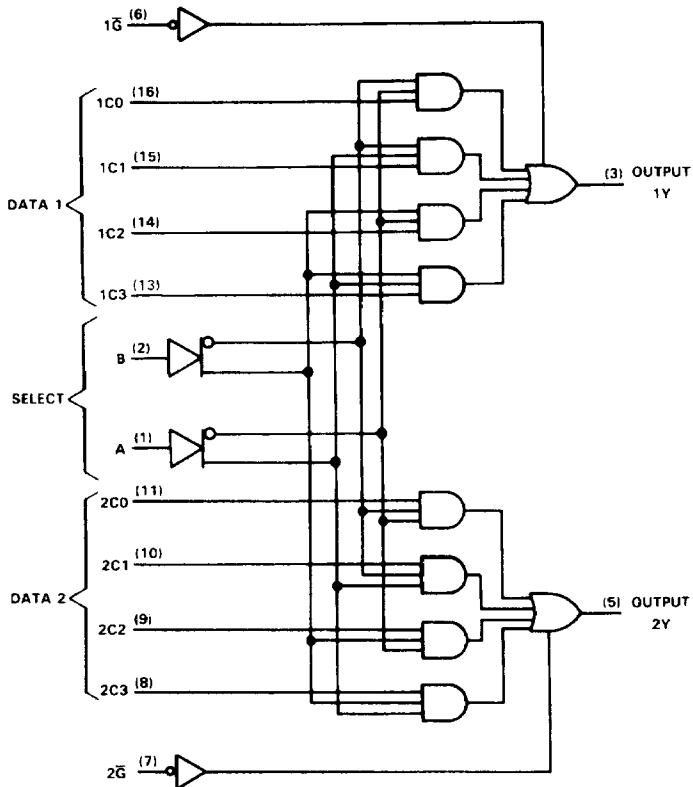 1G̅ (6)
1C0 (16)
1C1 (15)
(3) OUTPUT
1Y
DATA 1
1C2 (14)
1C3 (13)
B (2)
SELECT
A (1)
2C0 (11)
2C1 (10)
DATA 2
(5) OUTPUT
2Y
2C2 (9)
2C3 (8)
2G̅ (7)